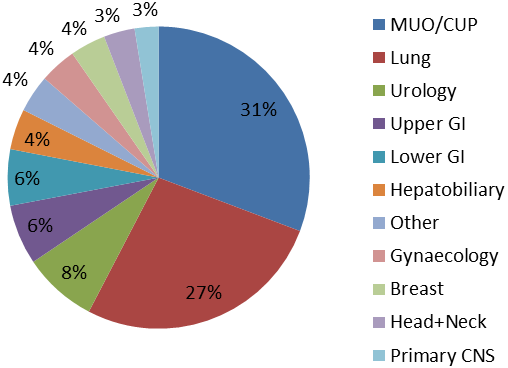 3%
3%
4%
4%
4%
4%
6%
6%
8%
27%
31%
MUO/CUP
Lung
Urology
Upper GI
Lower GI
Hepatobiliary
Other
Gynaecology
Breast
Head+Neck
Primary CNS